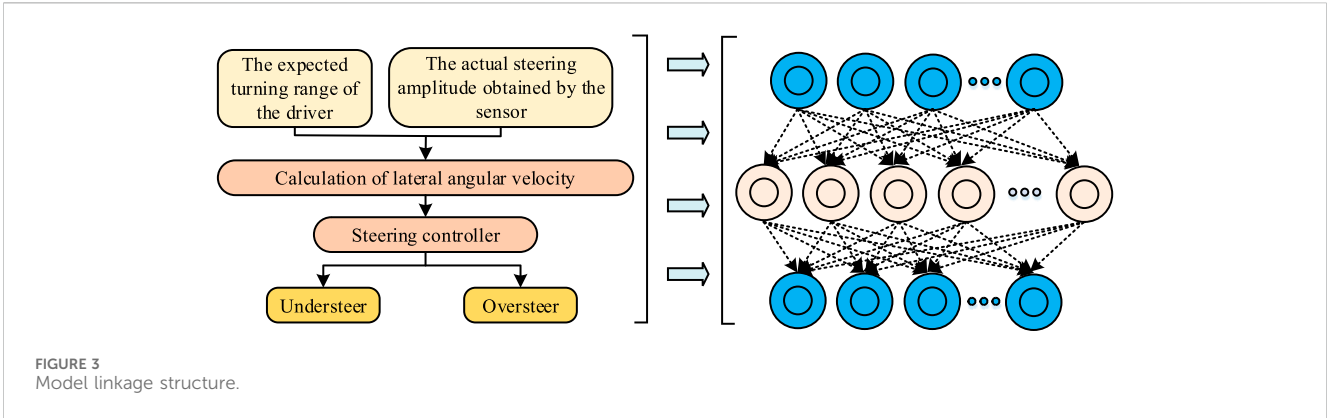 The expected
turning range of
the driver
The actual steering
amplitude obtained by the
sensor
Calculation of lateral angular velocity
Steering controller
Understeer
Oversteer
FIGURE 3
Model linkage structure.